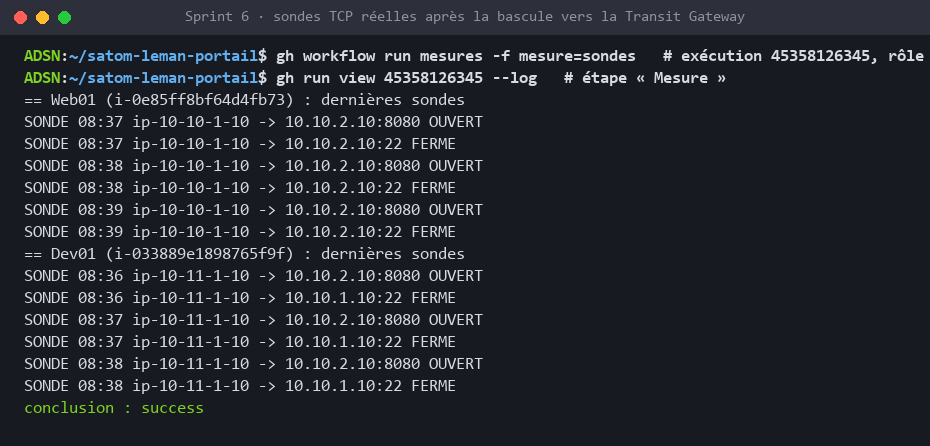 Sprint 6 · sondes TCP réelles après la bascule vers la Transit Gateway
ADSN:~/satom-leman-portail$ gh workflow run mesures -f mesure=sondes   # exécution 45358126345, rôle
ADSN:~/satom-leman-portail$ gh run view 45358126345 --log   # étape « Mesure »
== Web01 (i-0e85ff8bf64d4fb73) : dernières sondes
SONDE 08:37 ip-10-10-1-10 -> 10.10.2.10:8080 OUVERT
SONDE 08:37 ip-10-10-1-10 -> 10.10.2.10:22 FERME
SONDE 08:38 ip-10-10-1-10 -> 10.10.2.10:8080 OUVERT
SONDE 08:38 ip-10-10-1-10 -> 10.10.2.10:22 FERME
SONDE 08:39 ip-10-10-1-10 -> 10.10.2.10:8080 OUVERT
SONDE 08:39 ip-10-10-1-10 -> 10.10.2.10:22 FERME
== Dev01 (i-033889e1898765f9f) : dernières sondes
SONDE 08:36 ip-10-11-1-10 -> 10.10.2.10:8080 OUVERT
SONDE 08:36 ip-10-11-1-10 -> 10.10.1.10:22 FERME
SONDE 08:37 ip-10-11-1-10 -> 10.10.2.10:8080 OUVERT
SONDE 08:37 ip-10-11-1-10 -> 10.10.1.10:22 FERME
SONDE 08:38 ip-10-11-1-10 -> 10.10.2.10:8080 OUVERT
SONDE 08:38 ip-10-11-1-10 -> 10.10.1.10:22 FERME
conclusion : success